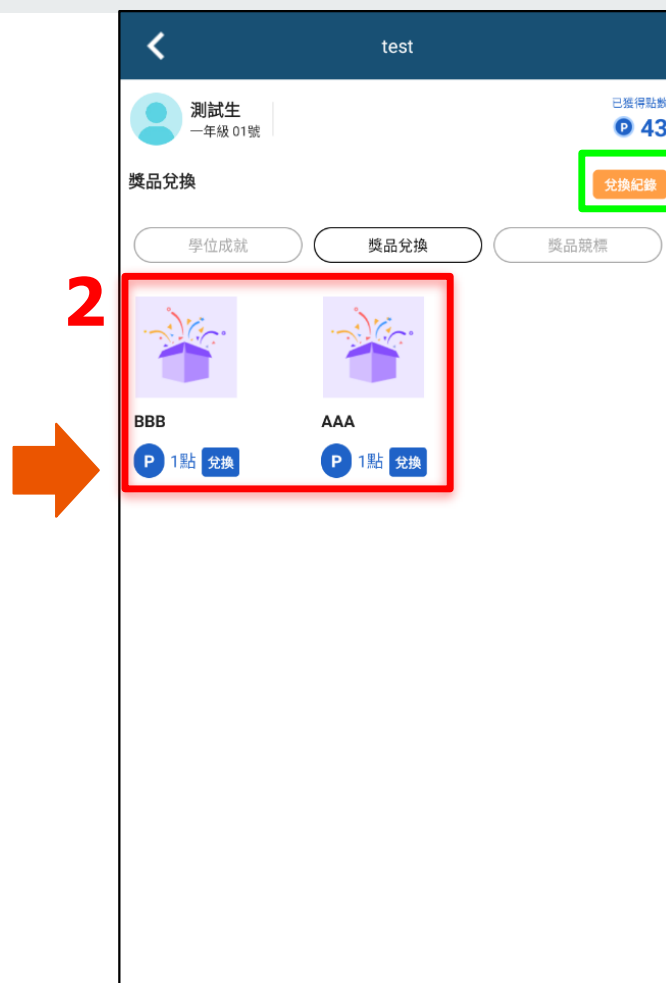 test
測試生
一年級 01號
已獲得點數
P 43
獎品兌換
兌換紀錄
學位成就 獎品兌換 獎品競標
2
BBB AAA
P 1點 兌換 P 1點 兌換